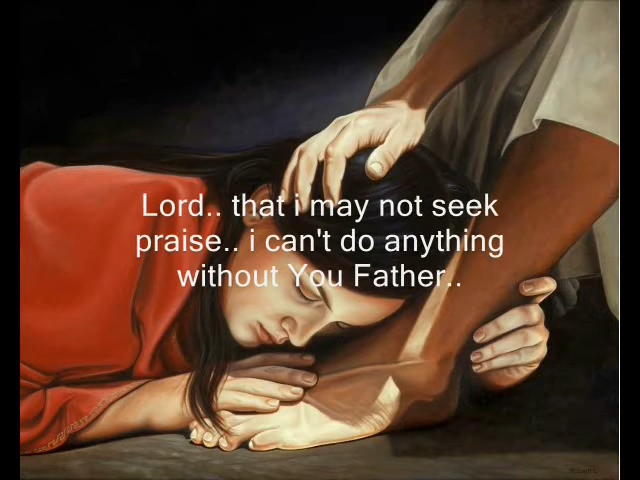 Lord.. that i may not seek
praise.. i can't do anything
without You Father..